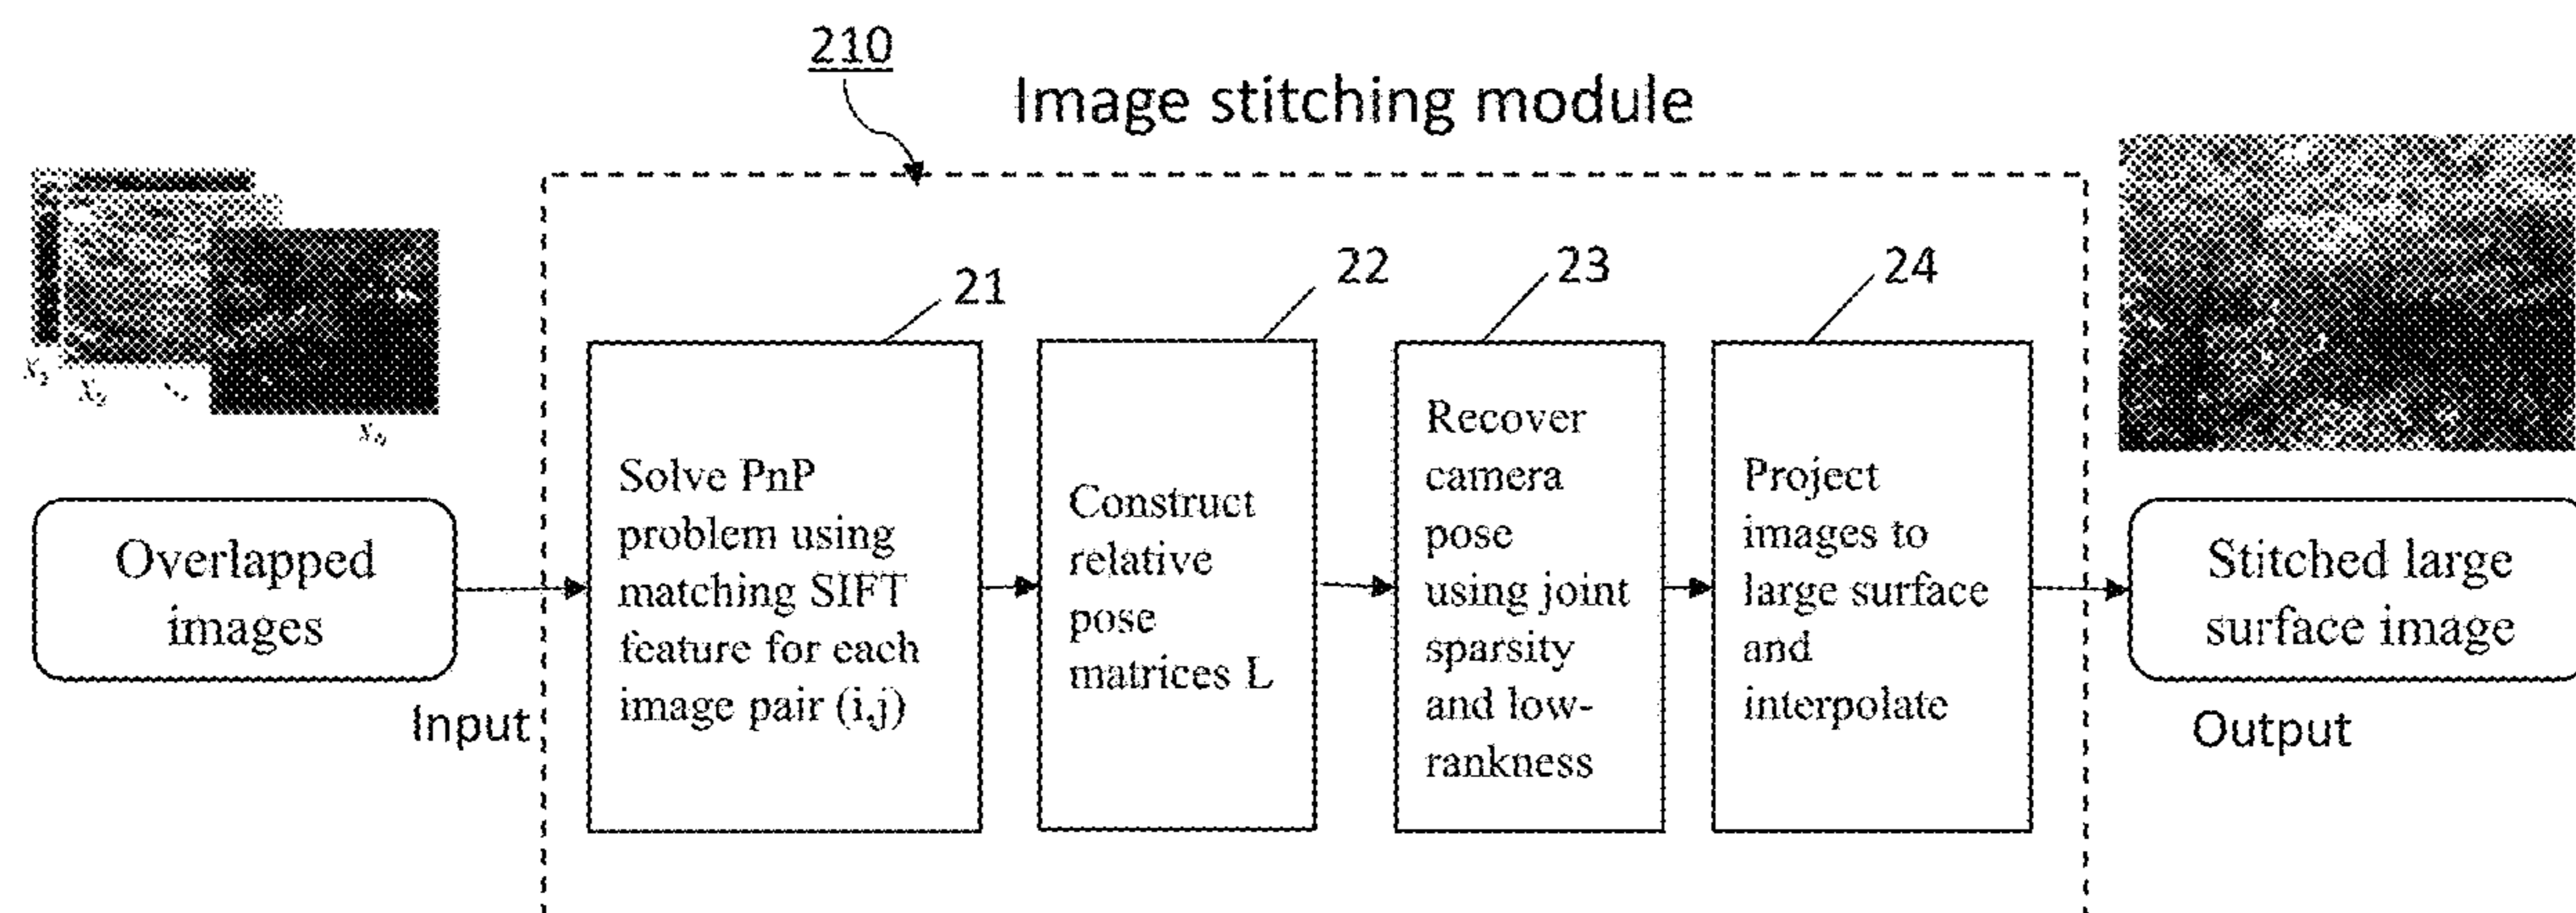 210
Image stitching module
21
22
23
24
Overlapped
images
Input
Solve PnP
problem using
matching SIFT
feature for each
image pair (i,j)
Construct
relative
pose
matrices L
Recover
camera
pose
using joint
sparsity
and low-
rankness
Project
images to
large surface
and
interpolate
Stitched large
surface image
Output